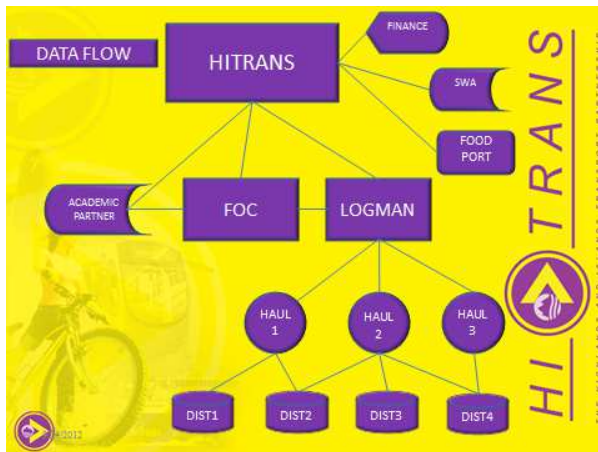 DATA FLOW
HITRANS
FINANCE
SWA
FOOD
PORT
ACADEMIC
PARTNER
FOC
LOGMAN
HAUL
1
HAUL
2
HAUL
3
DIST1
DIST2
DIST3
DIST4
HI TRANS